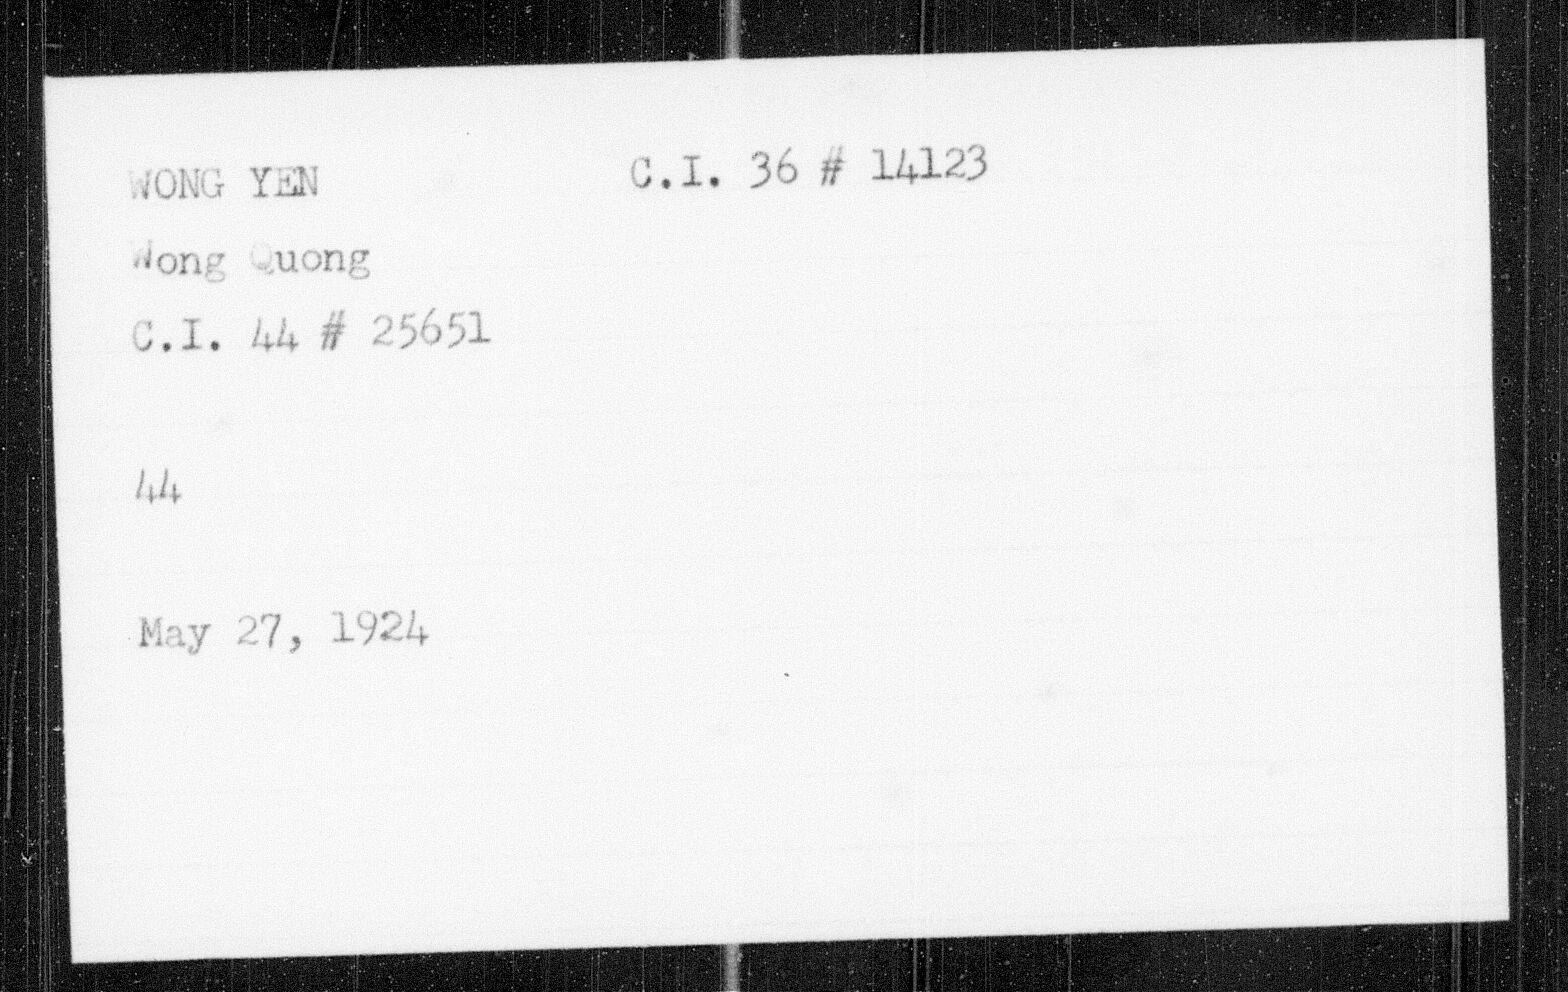 WONG YEN C.I. 36 # 14123
Wong Quong
C.I. 44 # 25651
44
May 27, 1924